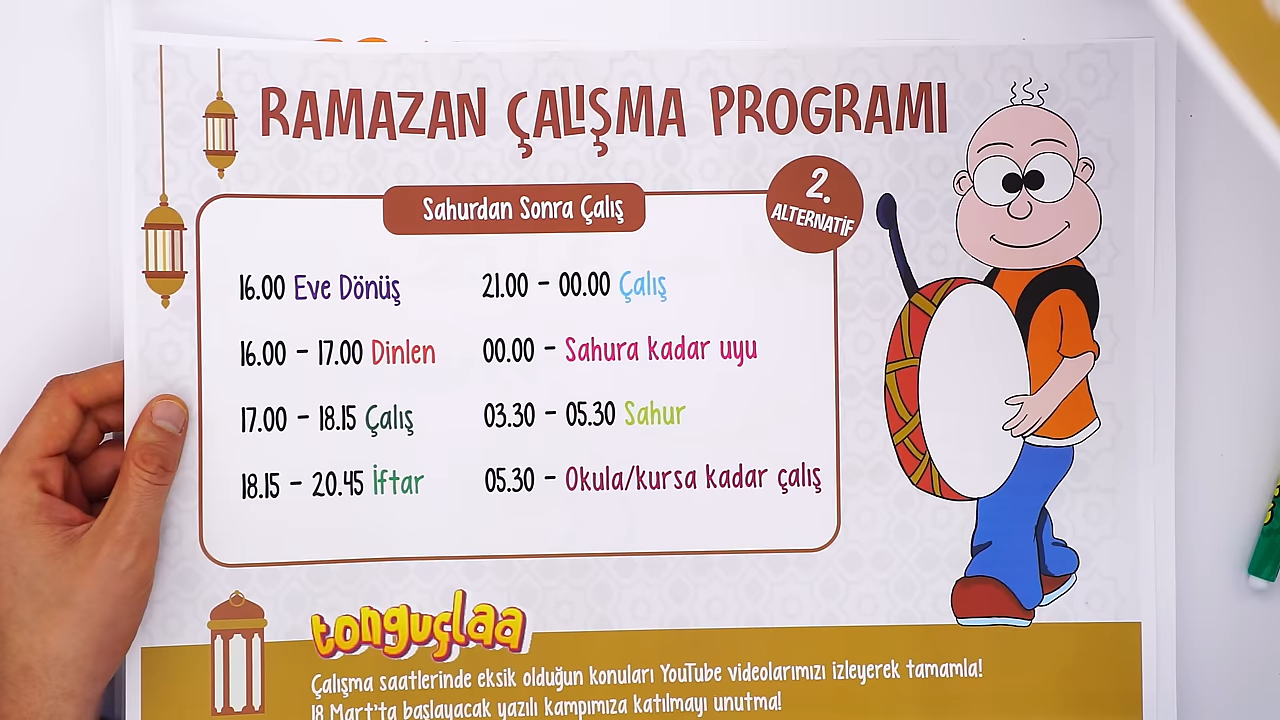 RAMAZAN ÇALIŞMA PROGRAMI
2.
ALTERNATİF
Sahurdan Sonra Çalış
16.00 Eve Dönüş
16.00 - 17.00 Dinlen
17.00 - 18.15 Çalış
18.15 - 20.45 İftar
21.00 - 00.00 Çalış
00.00 - Sahura kadar uyu
03.30 - 05.30 Sahur
05.30 - Okula/kursa kadar çalış
tonguçlaa
Çalışma saatlerinde eksik olduğun konuları YouTube videolarımızı izleyerek tamamla!
18 Mart'ta başlayacak yazılı kampımıza katılmayı unutma!